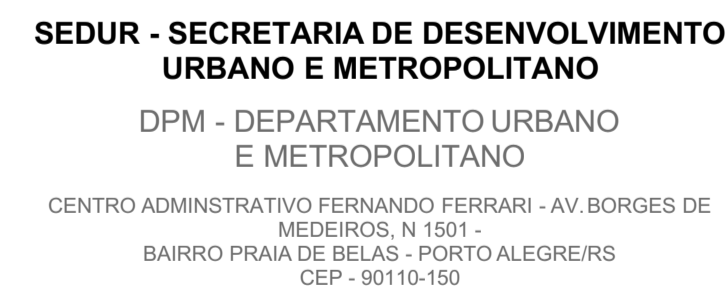 SEDUR - SECRETARIA DE DESENVOLVIMENTO
URBANO E METROPOLITANO
DPM - DEPARTAMENTO URBANO
E METROPOLITANO
CENTRO ADMINSTRATIVO FERNANDO FERRARI - AV. BORGES DE
MEDEIROS, N 1501 -
BAIRRO PRAIA DE BELAS - PORTO ALEGRE/RS
CEP - 90110-150